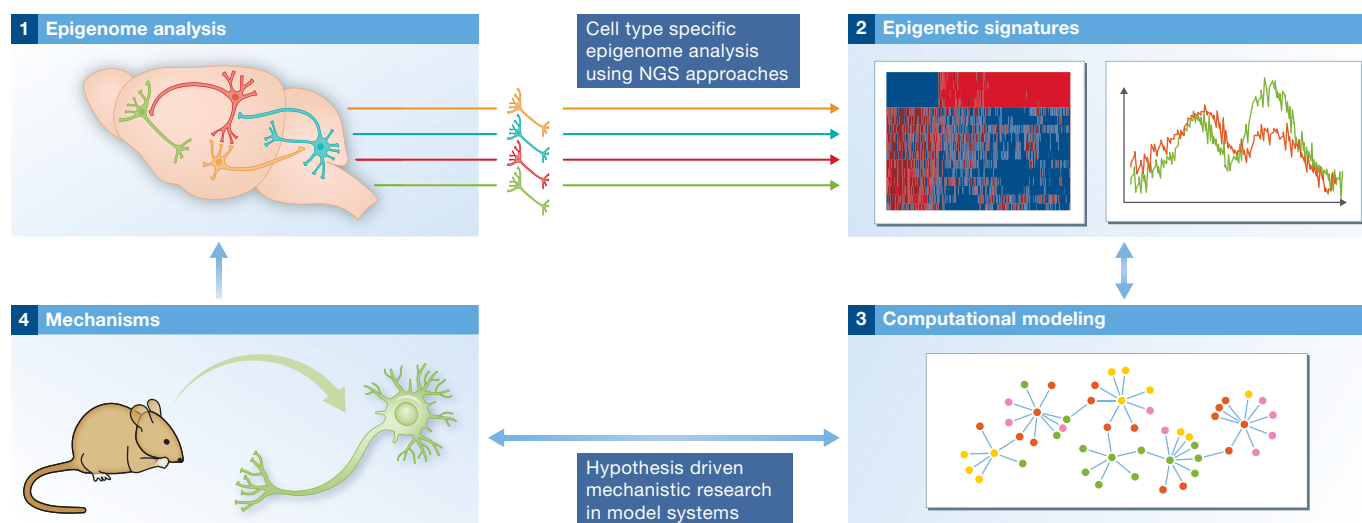 1 Epigenome analysis
Cell type specific
epigenome analysis
using NGS approaches
2 Epigenetic signatures
4 Mechanisms
Hypothesis driven
mechanistic research
in model systems
3 Computational modeling